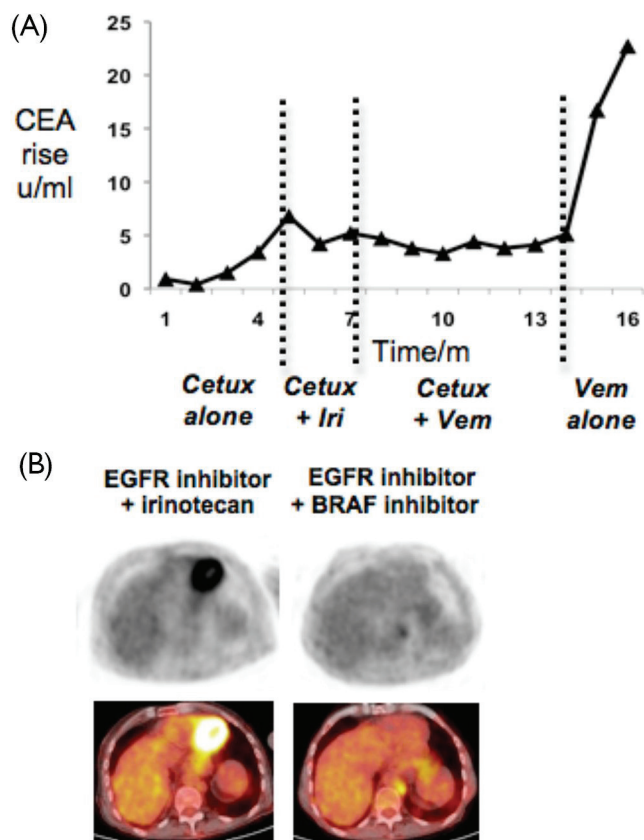 (A)
CEA
rise
u/ml
25
20
15
10
5
0
1
4
7
10
13
16
Time/m
Cetux
alone
Cetux
+ Iri
Cetux
+ Vem
Vem
alone
(B)
EGFR inhibitor
+ irinotecan
EGFR inhibitor
+ BRAF inhibitor